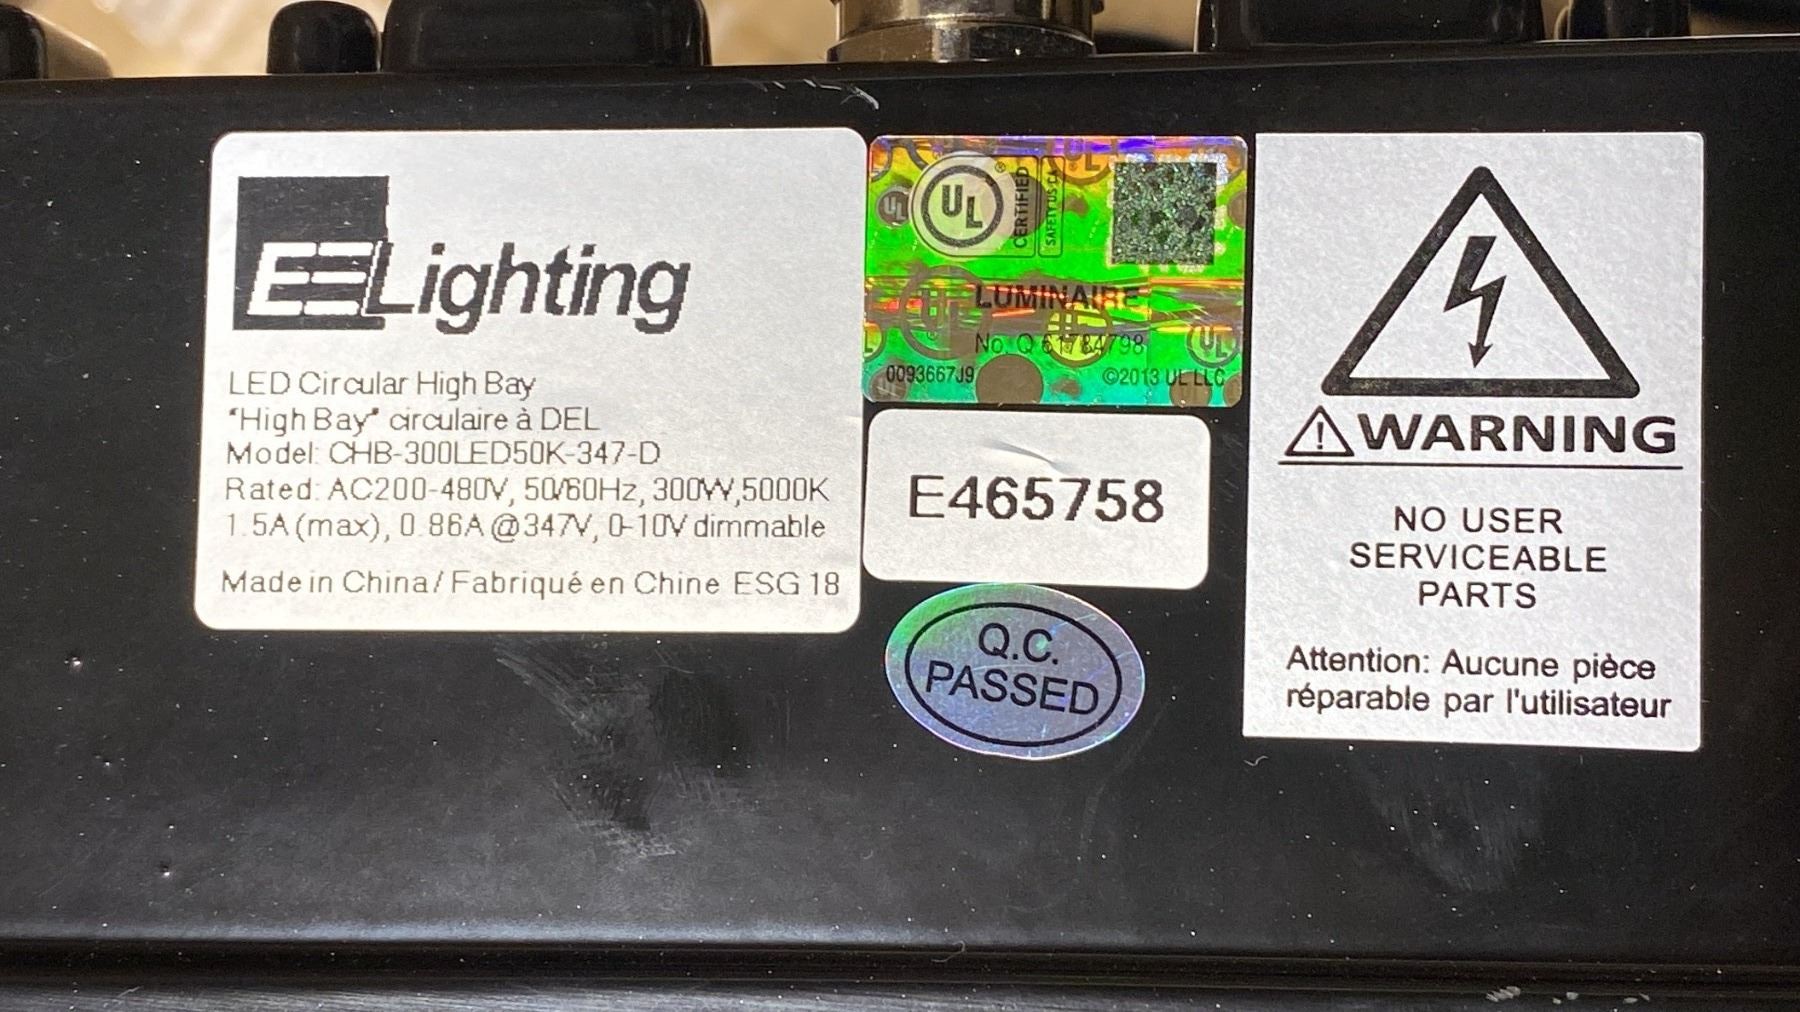 EELighting
LED Circular High Bay
"High Bay" circulaire à DEL
Model: CHB-300LED50K-347-D
Rated: AC200-480V, 50/60Hz, 300W,5000K
1.5A (max), 0.86A @347V, 0-10V dimmable
Made in China/ Fabriqué en Chine ESG 18
UL
®
CERTIFIED
SAFETY US-CA
LUMINAIRE
No. Q 61784798
0093667J9 ©2013 UL LLC
E465758
Q.C.
PASSED
WARNING
NO USER
SERVICEABLE
PARTS
Attention: Aucune pièce
réparable par l'utilisateur